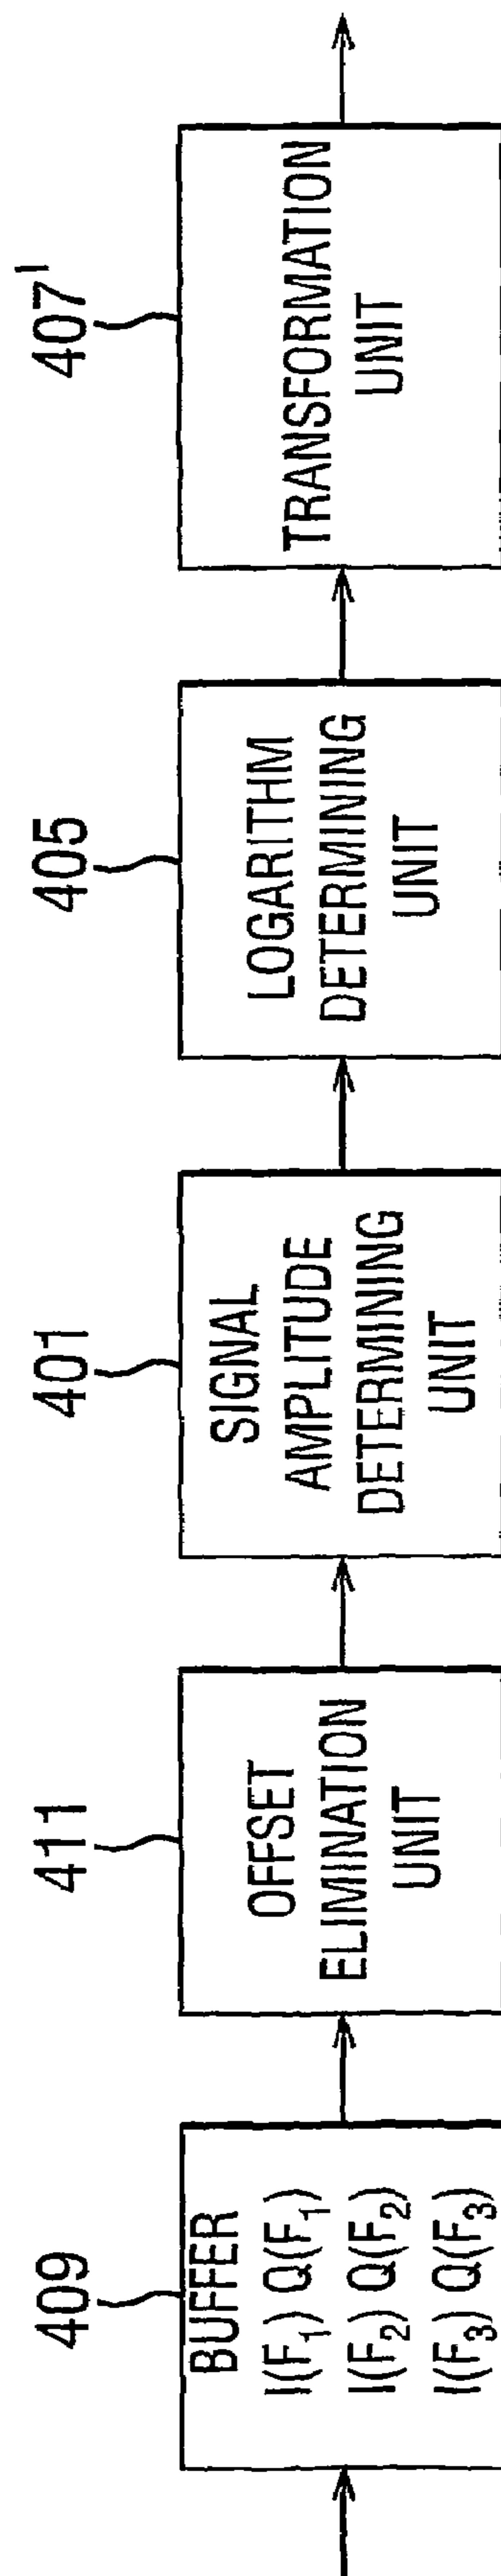 409
BUFFER
I(F₁) Q(F₁)
I(F₂) Q(F₂)
I(F₃) Q(F₃)
411
OFFSET
ELIMINATION
UNIT
401
SIGNAL
AMPLITUDE
DETERMINING
UNIT
405
LOGARITHM
DETERMINING
UNIT
407¹
TRANSFORMATION
UNIT